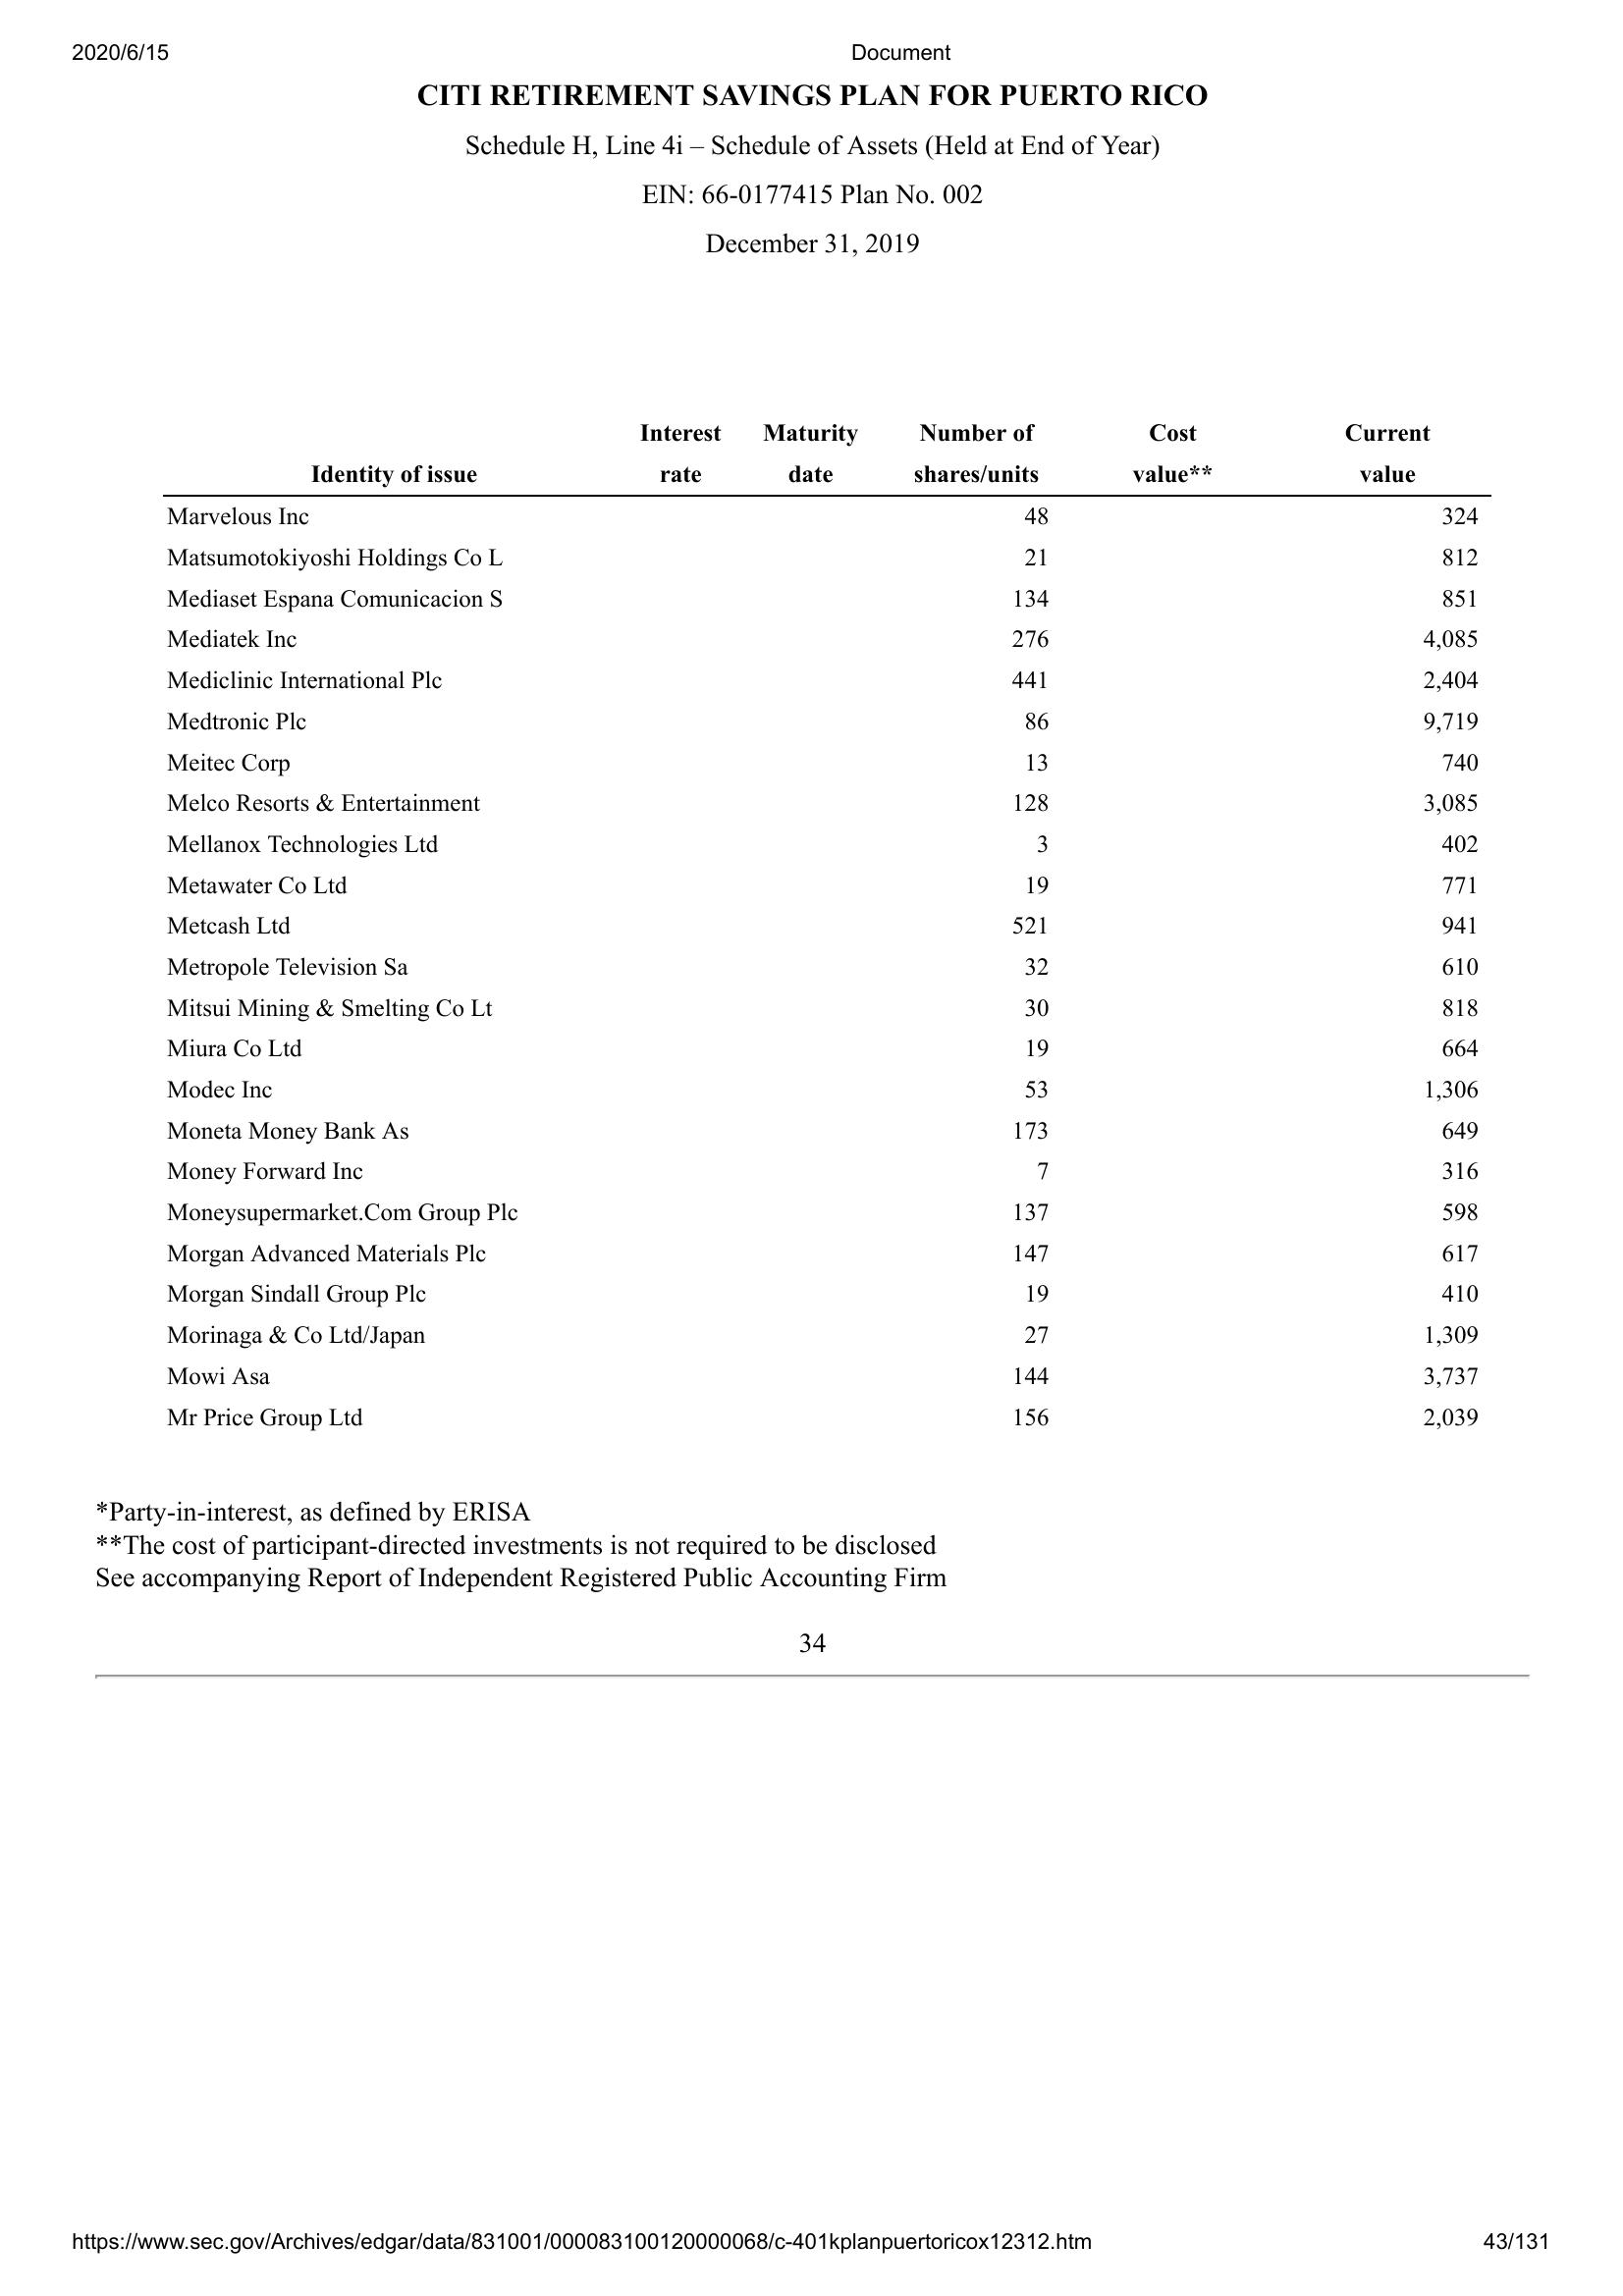 2020/6/15 Document
CITI RETIREMENT SAVINGS PLAN FOR PUERTO RICO
Schedule H, Line 4i – Schedule of Assets (Held at End of Year)
EIN: 66-0177415 Plan No. 002
December 31, 2019
Interest Maturity Number of Cost Current
Identity of issue rate date shares/units value** value
Marvelous Inc 48 324
Matsumotokiyoshi Holdings Co L 21 812
Mediaset Espana Comunicacion S 134 851
Mediatek Inc 276 4,085
Mediclinic International Plc 441 2,404
Medtronic Plc 86 9,719
Meitec Corp 13 740
Melco Resorts & Entertainment 128 3,085
Mellanox Technologies Ltd 3 402
Metawater Co Ltd 19 771
Metcash Ltd 521 941
Metropole Television Sa 32 610
Mitsui Mining & Smelting Co Lt 30 818
Miura Co Ltd 19 664
Modec Inc 53 1,306
Moneta Money Bank As 173 649
Money Forward Inc 7 316
Moneysupermarket.Com Group Plc 137 598
Morgan Advanced Materials Plc 147 617
Morgan Sindall Group Plc 19 410
Morinaga & Co Ltd/Japan 27 1,309
Mowi Asa 144 3,737
Mr Price Group Ltd 156 2,039
*Party-in-interest, as defined by ERISA
**The cost of participant-directed investments is not required to be disclosed
See accompanying Report of Independent Registered Public Accounting Firm
34
https://www.sec.gov/Archives/edgar/data/831001/000083100120000068/c-401kplanpuertoricox12312.htm 43/131